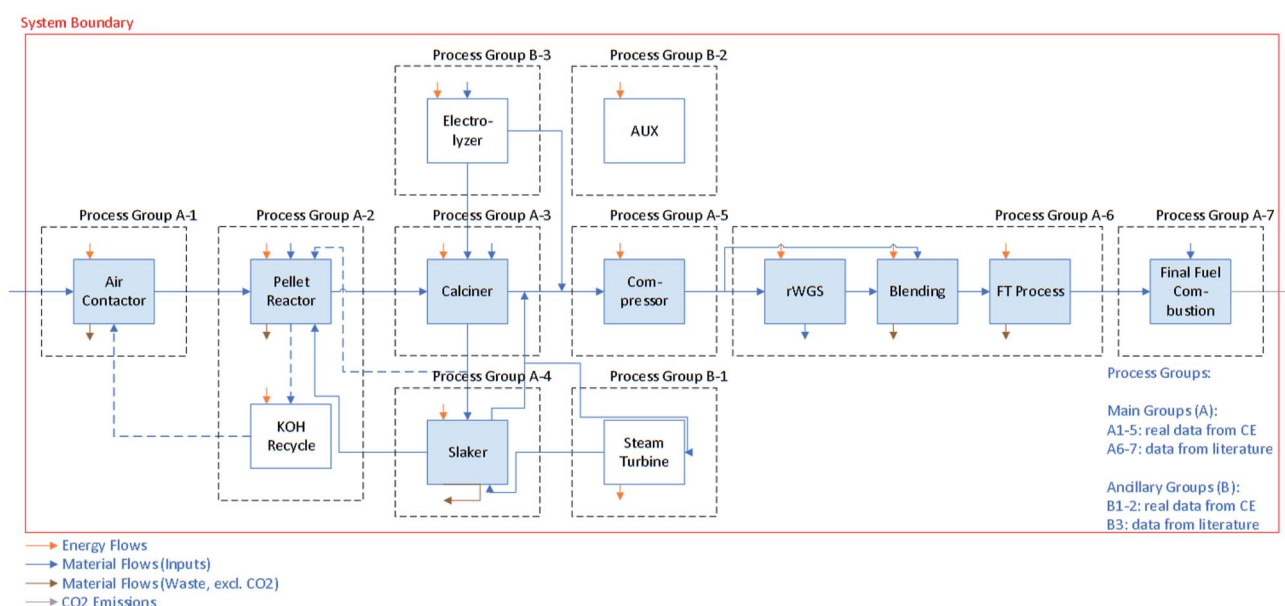 System Boundary
Process Group B-3
Process Group B-2
Electro-
lyzer
AUX
Process Group A-1
Process Group A-2
Process Group A-3
Process Group A-5
Process Group A-6
Process Group A-7
Air
Contactor
Pellet
Reactor
Calciner
Com-
pressor
rWGS
Blending
FT Process
Final Fuel
Com-
bustion
Process Group A-4
Process Group B-1
KOH
Recycle
Slaker
Steam
Turbine
Process Groups:
Main Groups (A):
A1-5: real data from CE
A6-7: data from literature
Ancillary Groups (B):
B1-2: real data from CE
B3: data from literature
Energy Flows
Material Flows (Inputs)
Material Flows (Waste, excl. CO2)
CO2 Emissions